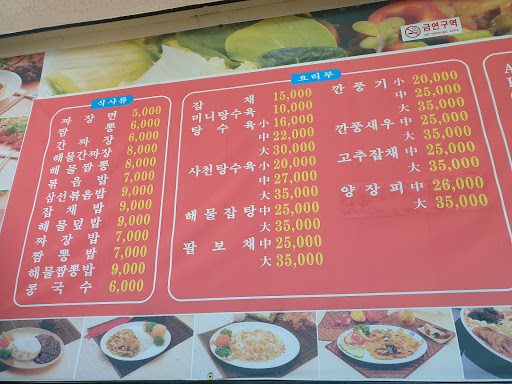 금연구역
NO SMOKING AREA
식사류
짜 장 면 5,000
짬 뽕 6,000
간 짜 장 6,000
해물간짜장 8,000
해 물 짬 뽕 8,000
볶 음 밥 7,000
삼선볶음밥 9,000
잡 채 밥 9,000
해 물 덮 밥 9,000
짜 장 밥 7,000
짬 뽕 밥 7,000
해물짬뽕밥 9,000
콩 국 수 6,000
요리부
잡 채 15,000
미니탕수육 10,000
탕 수 육 小 16,000
中 22,000
大 30,000
사천탕수육 小 20,000
中 27,000
大 35,000
해물잡탕 中 25,000
大 35,000
팔 보 채 中 25,000
大 35,000
깐 풍 기 小 20,000
中 25,000
大 35,000
깐풍새우 中 25,000
大 35,000
고추잡채 中 25,000
大 35,000
양 장 피 中 26,000
大 35,000